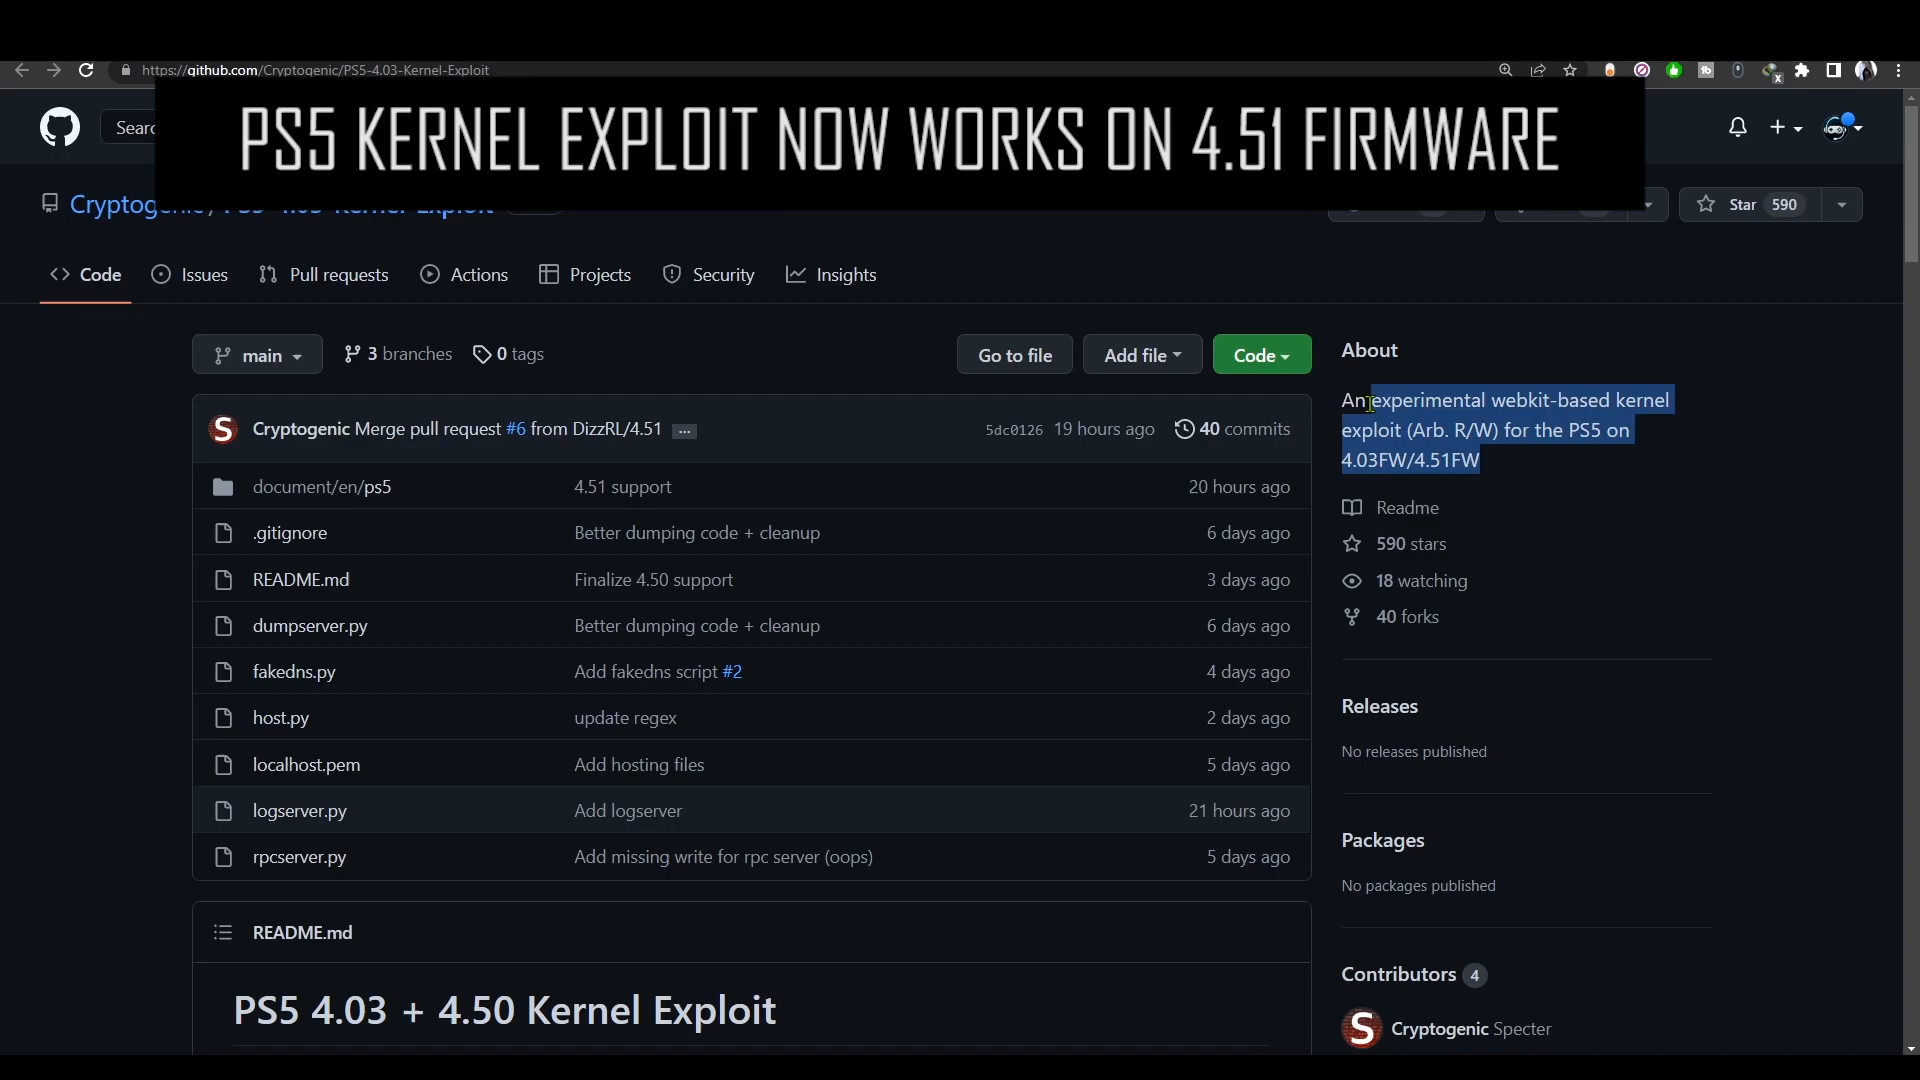 https://github.com/Cryptogenic/PS5-4.03-Kernel-Exploit
PS5 KERNEL EXPLOIT NOW WORKS ON 4.51 FIRMWARE
Star 590
Code Issues Pull requests Actions Projects Security Insights
main 3 branches 0 tags Go to file Add file Code
Cryptogenic Merge pull request #6 from DizzRL/4.51 ... 5dc0126 19 hours ago 40 commits
document/en/ps5 4.51 support 20 hours ago
.gitignore Better dumping code + cleanup 6 days ago
README.md Finalize 4.50 support 3 days ago
dumpserver.py Better dumping code + cleanup 6 days ago
fakedns.py Add fakedns script #2 4 days ago
host.py update regex 2 days ago
localhost.pem Add hosting files 5 days ago
logserver.py Add logserver 21 hours ago
rpcserver.py Add missing write for rpc server (oops) 5 days ago
README.md
PS5 4.03 + 4.50 Kernel Exploit
About
An experimental webkit-based kernel
exploit (Arb. R/W) for the PS5 on
4.03FW/4.51FW
Readme
590 stars
18 watching
40 forks
Releases
No releases published
Packages
No packages published
Contributors 4
Cryptogenic Specter